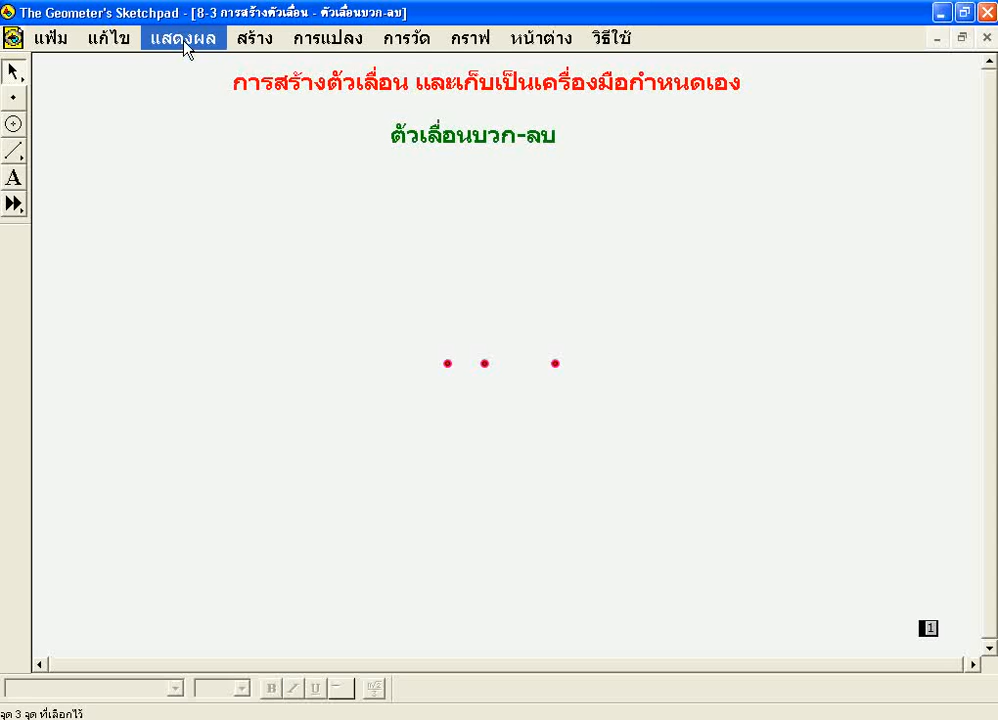 The Geometer's Sketchpad - [8-3 การสร้างตัวเลื่อน - ตัวเลื่อนบวก-ลบ]
แฟ้ม แก้ไข แสดงผล สร้าง การแปลง การวัด กราฟ หน้าต่าง วิธีใช้
การสร้างตัวเลื่อน และเก็บเป็นเครื่องมือกำหนดเอง
ตัวเลื่อนบวก-ลบ
A
1
B I U
จุด 3 จุด ที่เลือกไว้